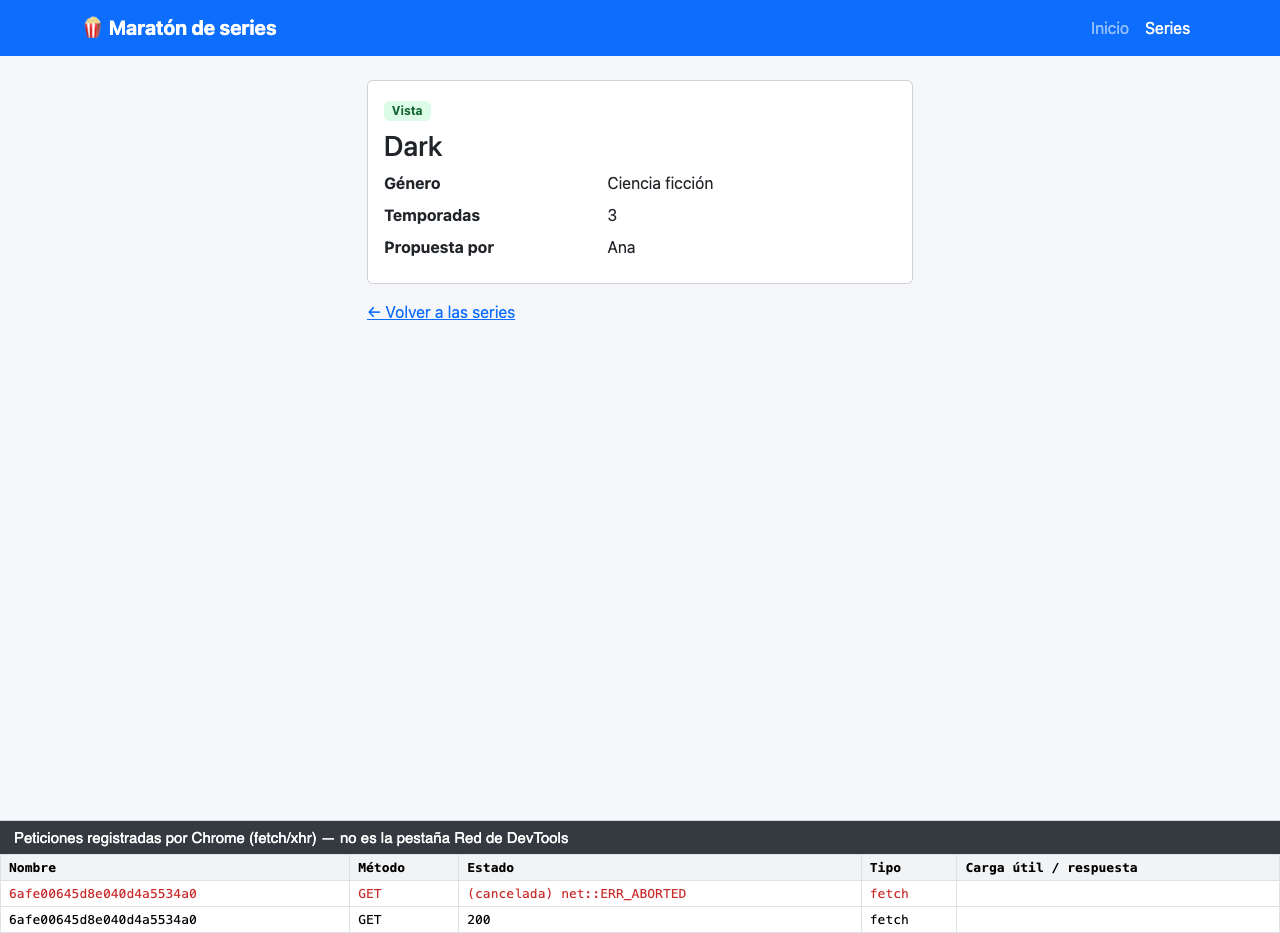 🍿 Maratón de series
Inicio Series
Vista
Dark
Género Ciencia ficción
Temporadas 3
Propuesta por Ana
← Volver a las series
Peticiones registradas por Chrome (fetch/xhr) — no es la pestaña Red de DevTools
Nombre Método Estado Tipo Carga útil / respuesta
6afe00645d8e040d4a5534a0 GET (cancelada) net::ERR_ABORTED fetch
6afe00645d8e040d4a5534a0 GET 200 fetch